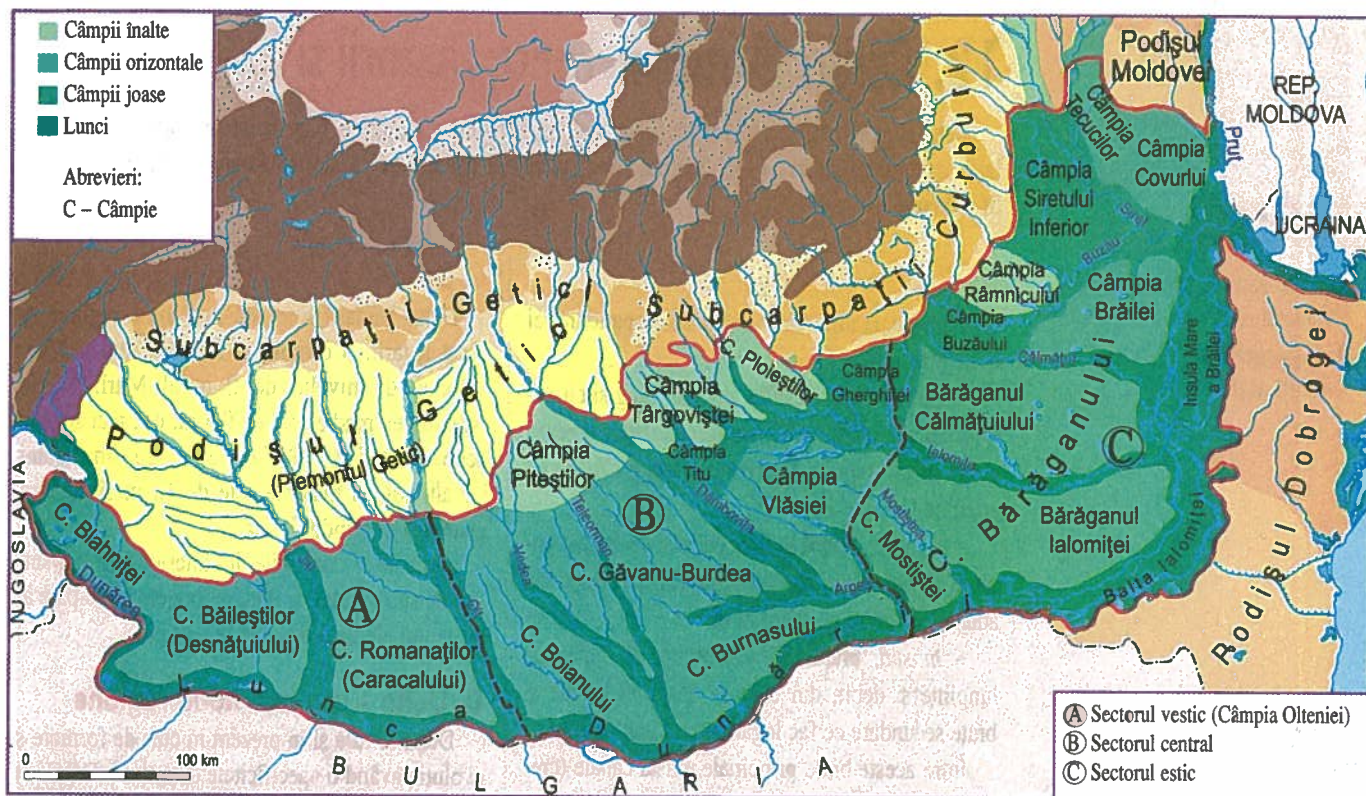 Câmpii înalte
Câmpii orizontale
Câmpii joase
Lunci
Abrevieri:
C – Câmpie
Podişul
Moldovei
REP.
MOLDOVA
Prut
UCRAINA
Câmpia
Tecucilor
Câmpia
Covurlui
Câmpia
Siretului
Inferior
Siret
Buzău
Câmpia
Râmnicului
Câmpia
Brăilei
Câmpia
Buzăului
Călmăţui
Insula Mare
a Brăilei
Subcarpaţii Getici
Subcarpaţii Curburii
C. Ploieştilor
Câmpia
Gherghiţei
Câmpia
Târgoviştei
Câmpia
Titu
Bărăganul
Călmăţuiului
Ialomiţa
Podişul Getic
(Piemontul Getic)
Câmpia
Piteştilor
Câmpia
Vlăsiei
Dâmboviţa
Mostiştea
C. Bărăganului
C
Bărăganul
Ialomiţei
Balta Ialomiţei
Podişul Dobrogei
IUGOSLAVIA
C. Blahniţei
Dunărea
C. Băileştilor
(Desnăţuiului)
Jiu
A
C. Romanaţilor
(Caracalului)
Olt
Vedea
Teleorman
B
C. Găvanu-Burdea
Argeş
C. Mostiştei
C. Boianului
C. Burnasului
Lunca Dunării
BULGARIA
0 100 km
A Sectorul vestic (Câmpia Olteniei)
B Sectorul central
C Sectorul estic